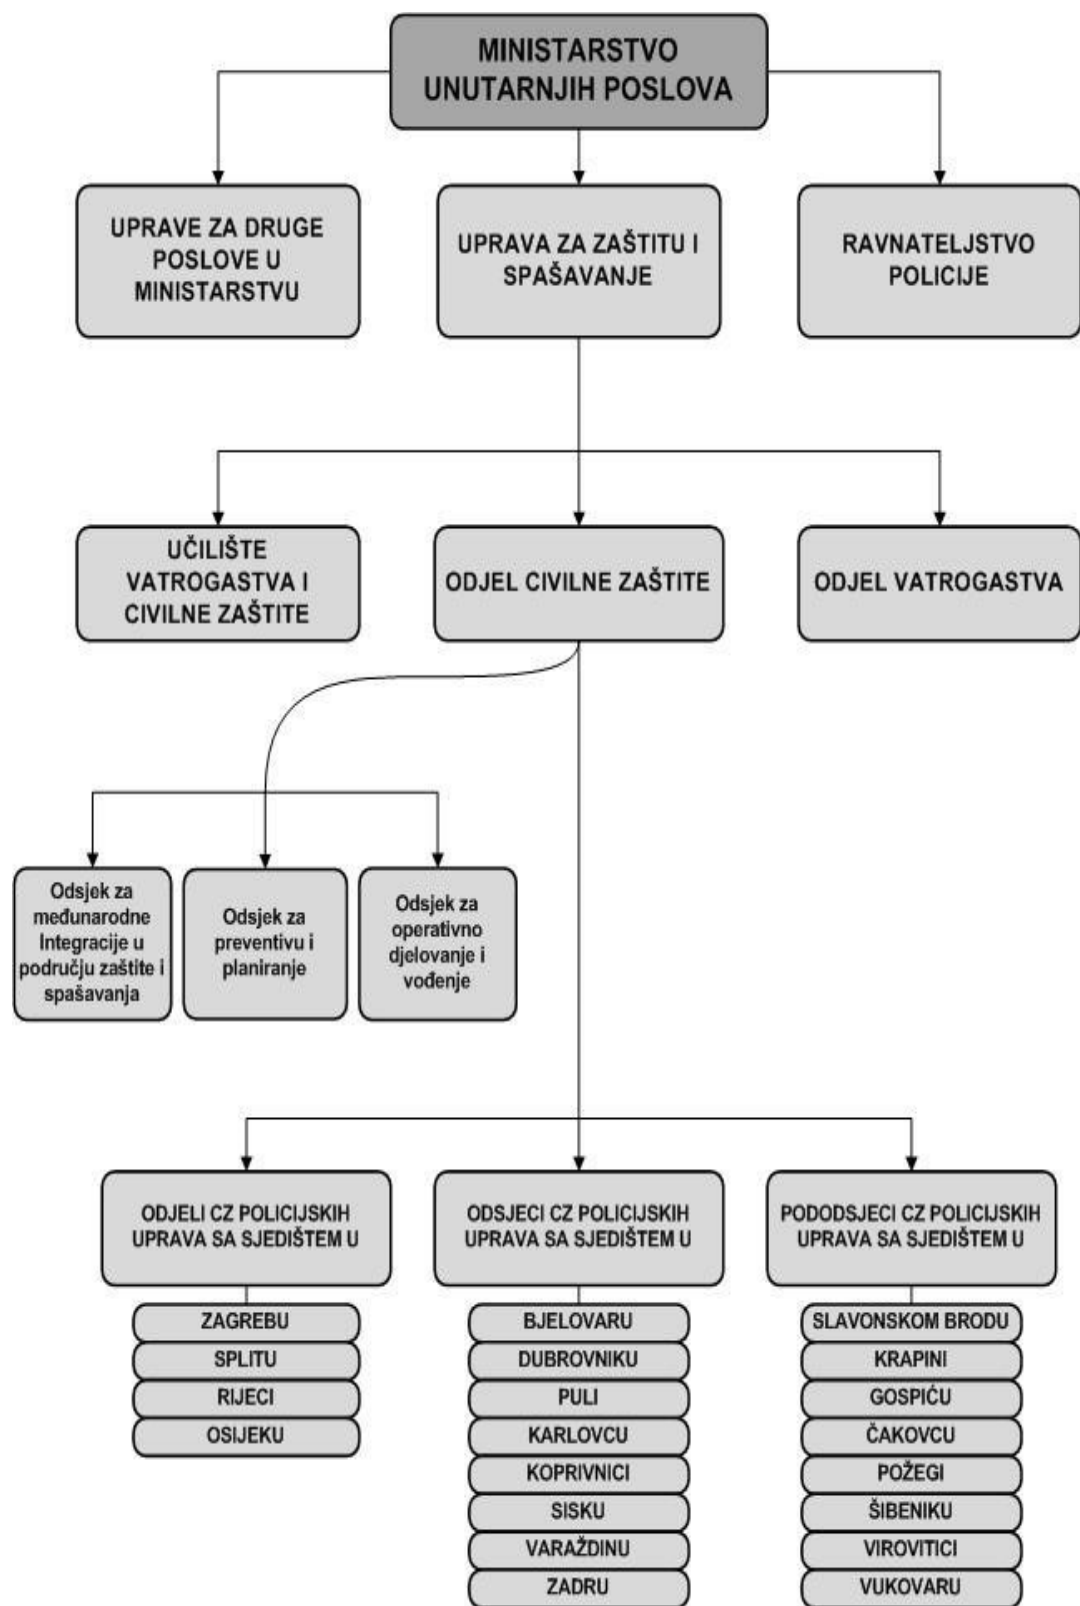 MINISTARSTVO
UNUTARNJIH POSLOVA
UPRAVE ZA DRUGE
POSLOVE U
MINISTARSTVU
UPRAVA ZA ZAŠTITU I
SPAŠAVANJE
RAVNATELJSTVO
POLICIJE
UČILIŠTE
VATROGASTVA I
CIVILNE ZAŠTITE
ODJEL CIVILNE ZAŠTITE
ODJEL VATROGASTVA
Odsjek za
međunarodne
Integracije u
području zaštite i
spašavanja
Odsjek za
preventivu i
planiranje
Odsjek za
operativno
djelovanje i
vođenje
ODJELI CZ POLICIJSKIH
UPRAVA SA SJEDIŠTEM U
ZAGREBU
SPLITU
RIJECI
OSIJEKU
ODSJECI CZ POLICIJSKIH
UPRAVA SA SJEDIŠTEM U
BJELOVARU
DUBROVNIKU
PULI
KARLOVCU
KOPRIVNICI
SISKU
VARAŽDINU
ZADRU
PODODSJECI CZ POLICIJSKIH
UPRAVA SA SJEDIŠTEM U
SLAVONSKOM BRODU
KRAPINI
GOSPIĆU
ČAKOVCU
POŽEGI
ŠIBENIKU
VIROVITICI
VUKOVARU